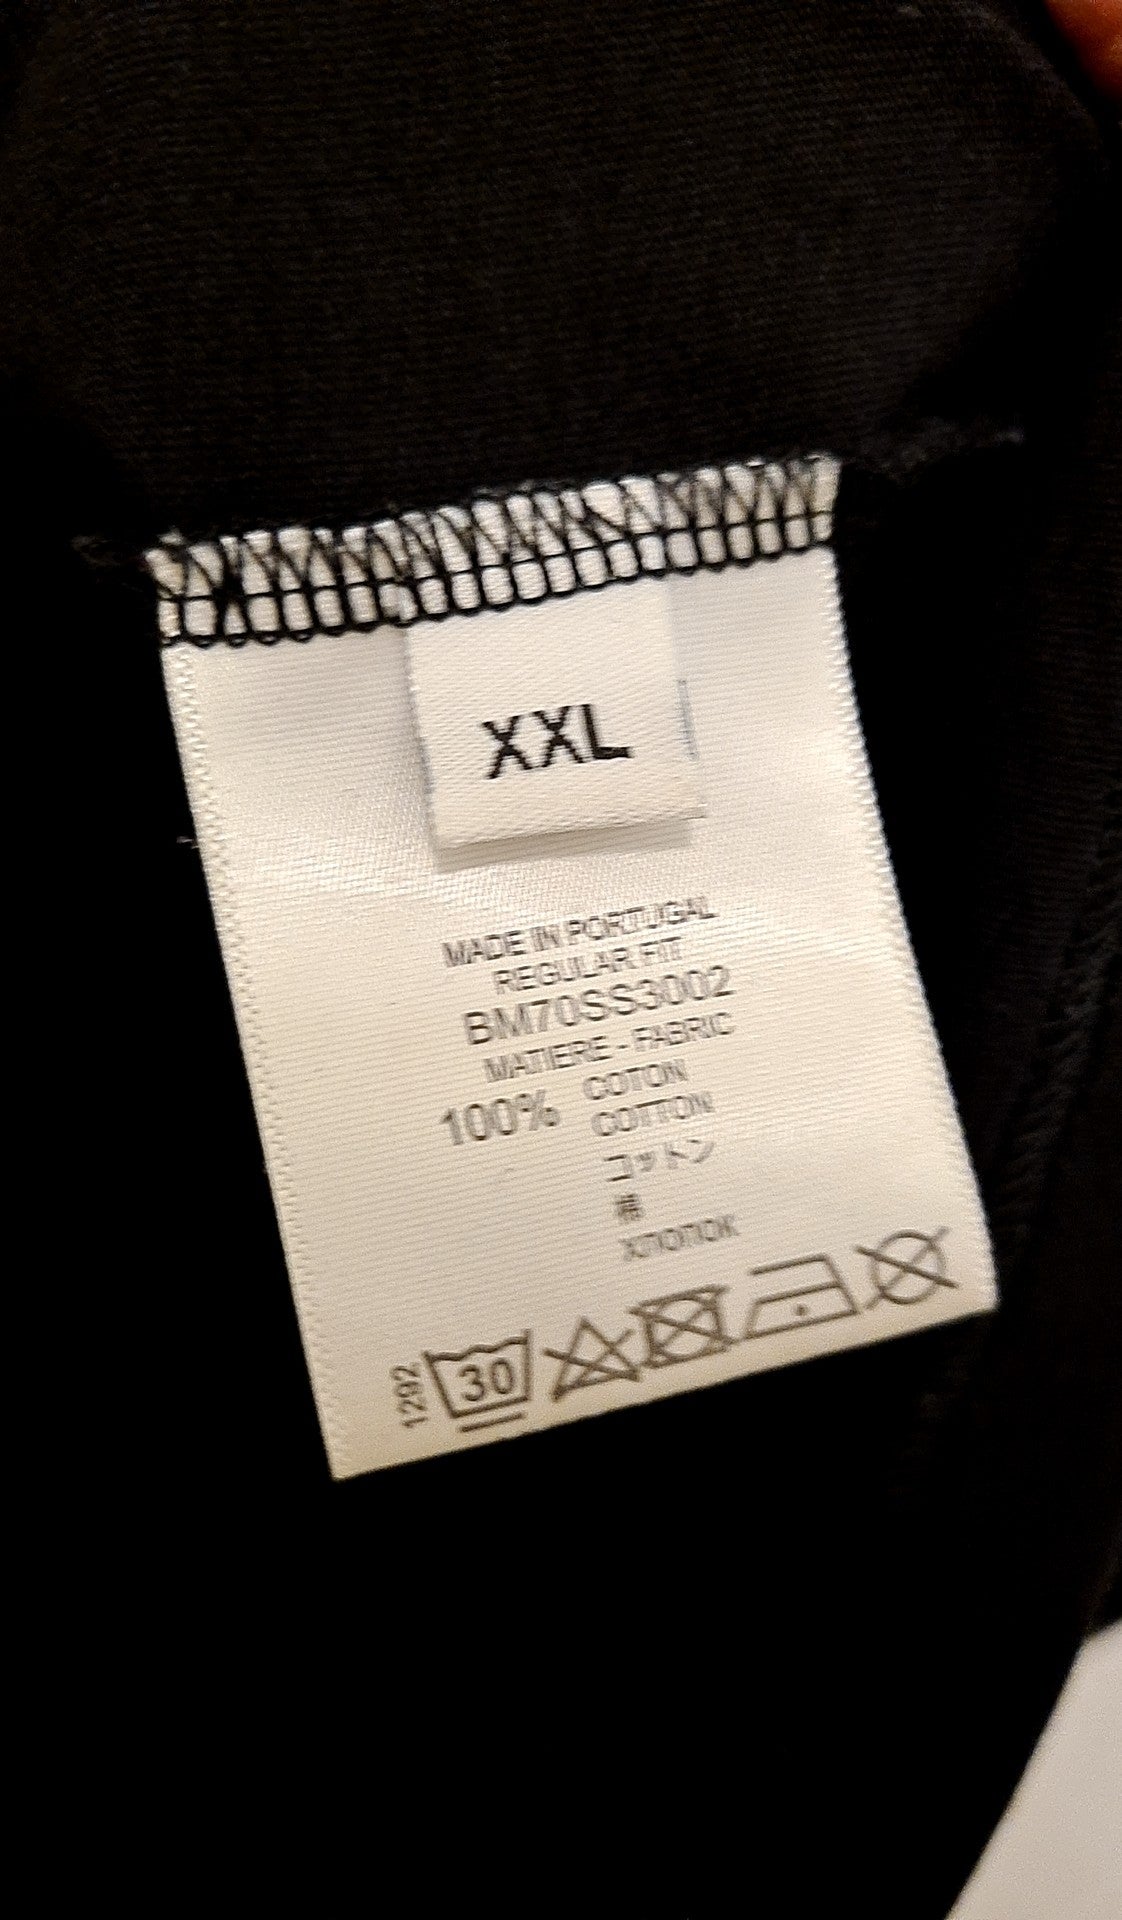 XXL
MADE IN PORTUGAL
REGULAR FIT
BM70SS3002
MATIERE - FABRIC
100% COTON
COTTON
コットン
棉
хлопок
1292
30